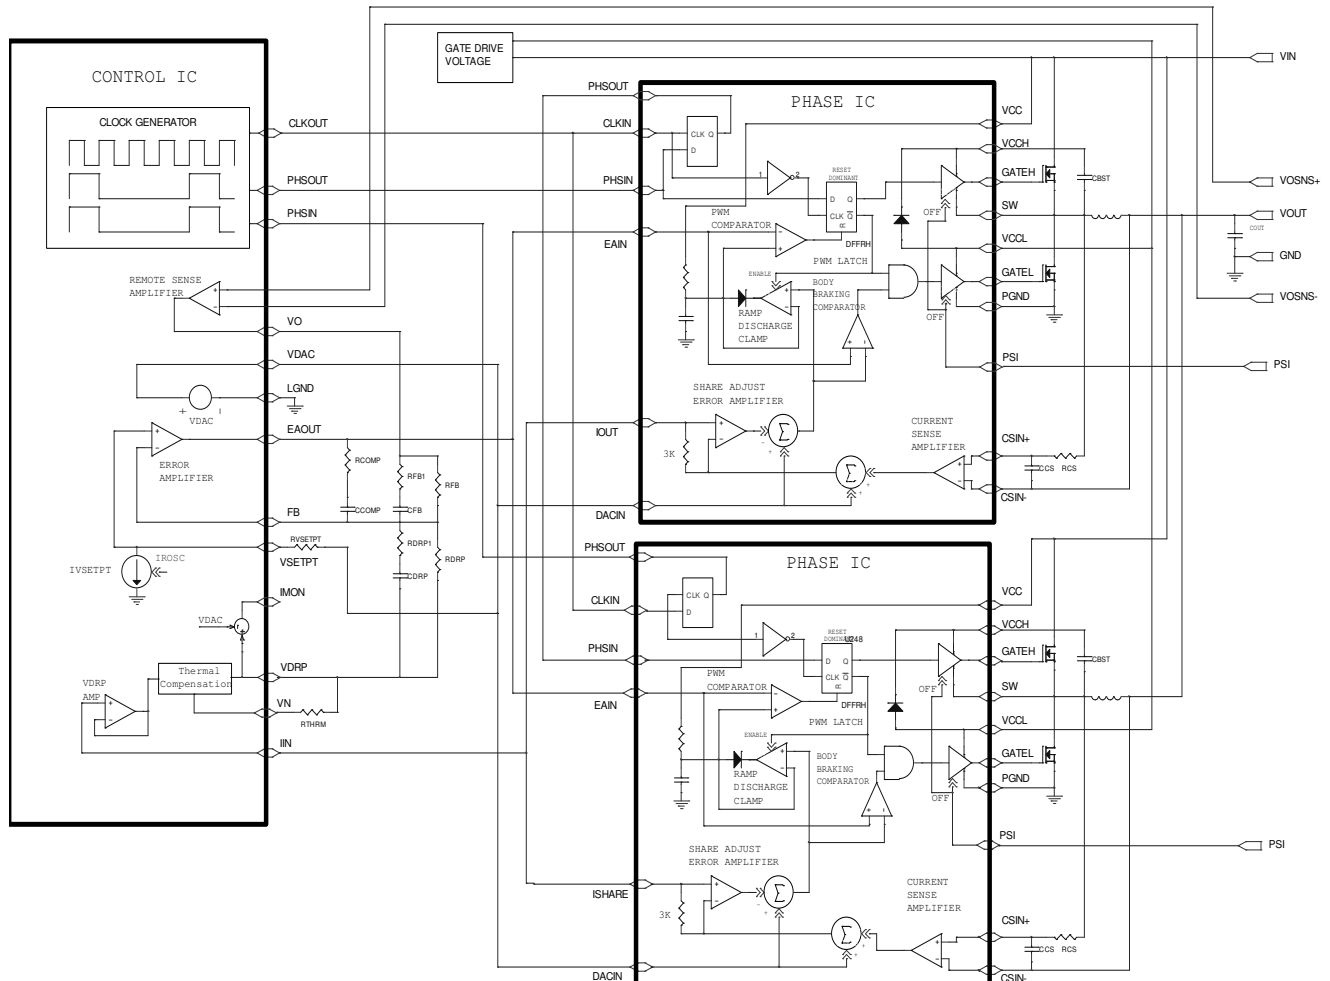 CONTROL IC
CLOCK GENERATOR
CLKOUT
PHSOUT
PHSIN
REMOTE SENSE
AMPLIFIER
VO
VDAC
LGND
VDAC
EAOUT
ERROR
AMPLIFIER
RCOMP
RFB1
RFB
CCOMP
CFB
FB
RVSETPT
RDRP1
RDRP
VSETPT
IROSC
IVSETPT
CDRP
IMON
VDAC
Thermal
Compensation
VDRP
VDRP
AMP
VN
RTHRM
IIN
GATE DRIVE
VOLTAGE
PHSOUT
CLKIN
PHSIN
EAIN
IOUT
DACIN
PHASE IC
CLK Q
D
1 2
RESET
DOMINANT
D Q
CLK Q
R
DFFRH
PWM
COMPARATOR
PWM LATCH
ENABLE
BODY
BRAKING
COMPARATOR
RAMP
DISCHARGE
CLAMP
OFF
OFF
SHARE ADJUST
ERROR AMPLIFIER
3K
CURRENT
SENSE
AMPLIFIER
VCC
VCCH
GATEH
SW
VCCL
GATEL
PGND
PSI
CSIN+
CSIN-
CBST
CCS RCS
COUT
VIN
VOSNS+
VOUT
GND
VOSNS-
PSI
PHSOUT
CLKIN
PHSIN
EAIN
ISHARE
DACIN
PHASE IC
CLK Q
D
1 2
RESET
U248
D Q
CLK Q
R
DFFRH
PWM
COMPARATOR
PWM LATCH
ENABLE
BODY
BRAKING
COMPARATOR
RAMP
DISCHARGE
CLAMP
OFF
OFF
SHARE ADJUST
ERROR AMPLIFIER
3K
CURRENT
SENSE
AMPLIFIER
VCC
VCCH
GATEH
SW
VCCL
GATEL
PGND
PSI
CSIN+
CSIN-
CBST
CCS RCS
PSI